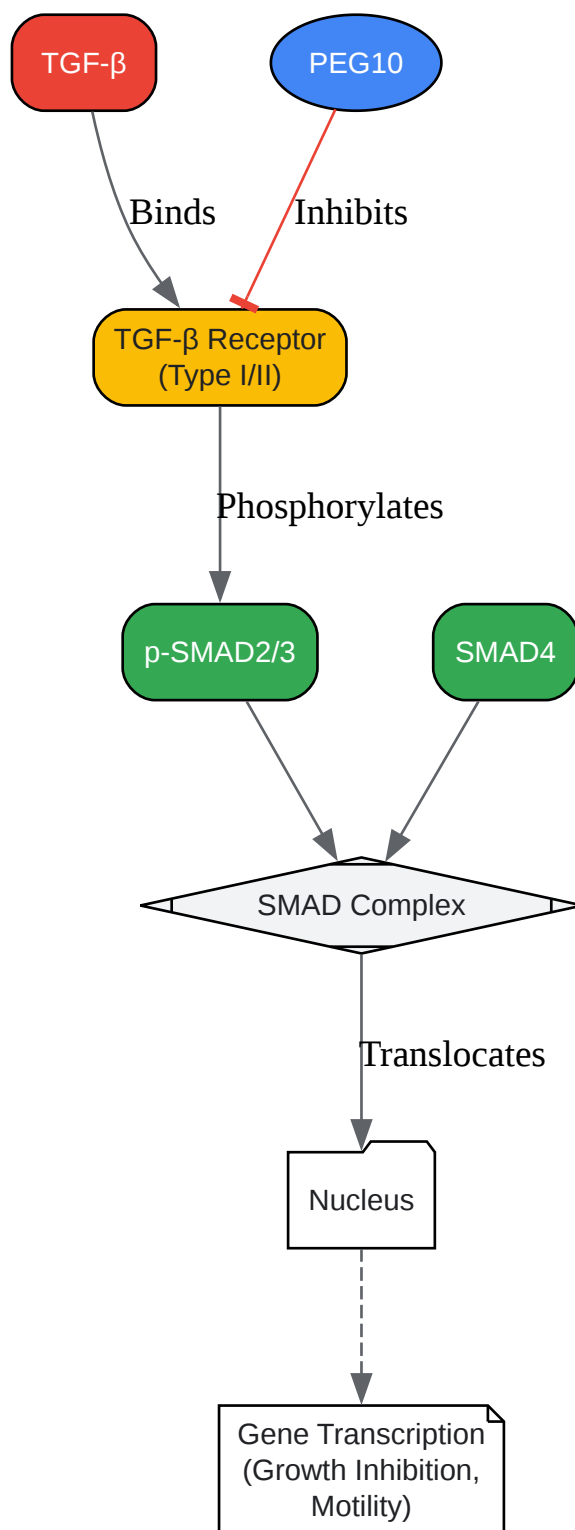 TGF-β
PEG10
Binds
Inhibits
TGF-β Receptor
(Type I/II)
Phosphorylates
p-SMAD2/3
SMAD4
SMAD Complex
Translocates
Nucleus
Gene Transcription
(Growth Inhibition,
Motility)